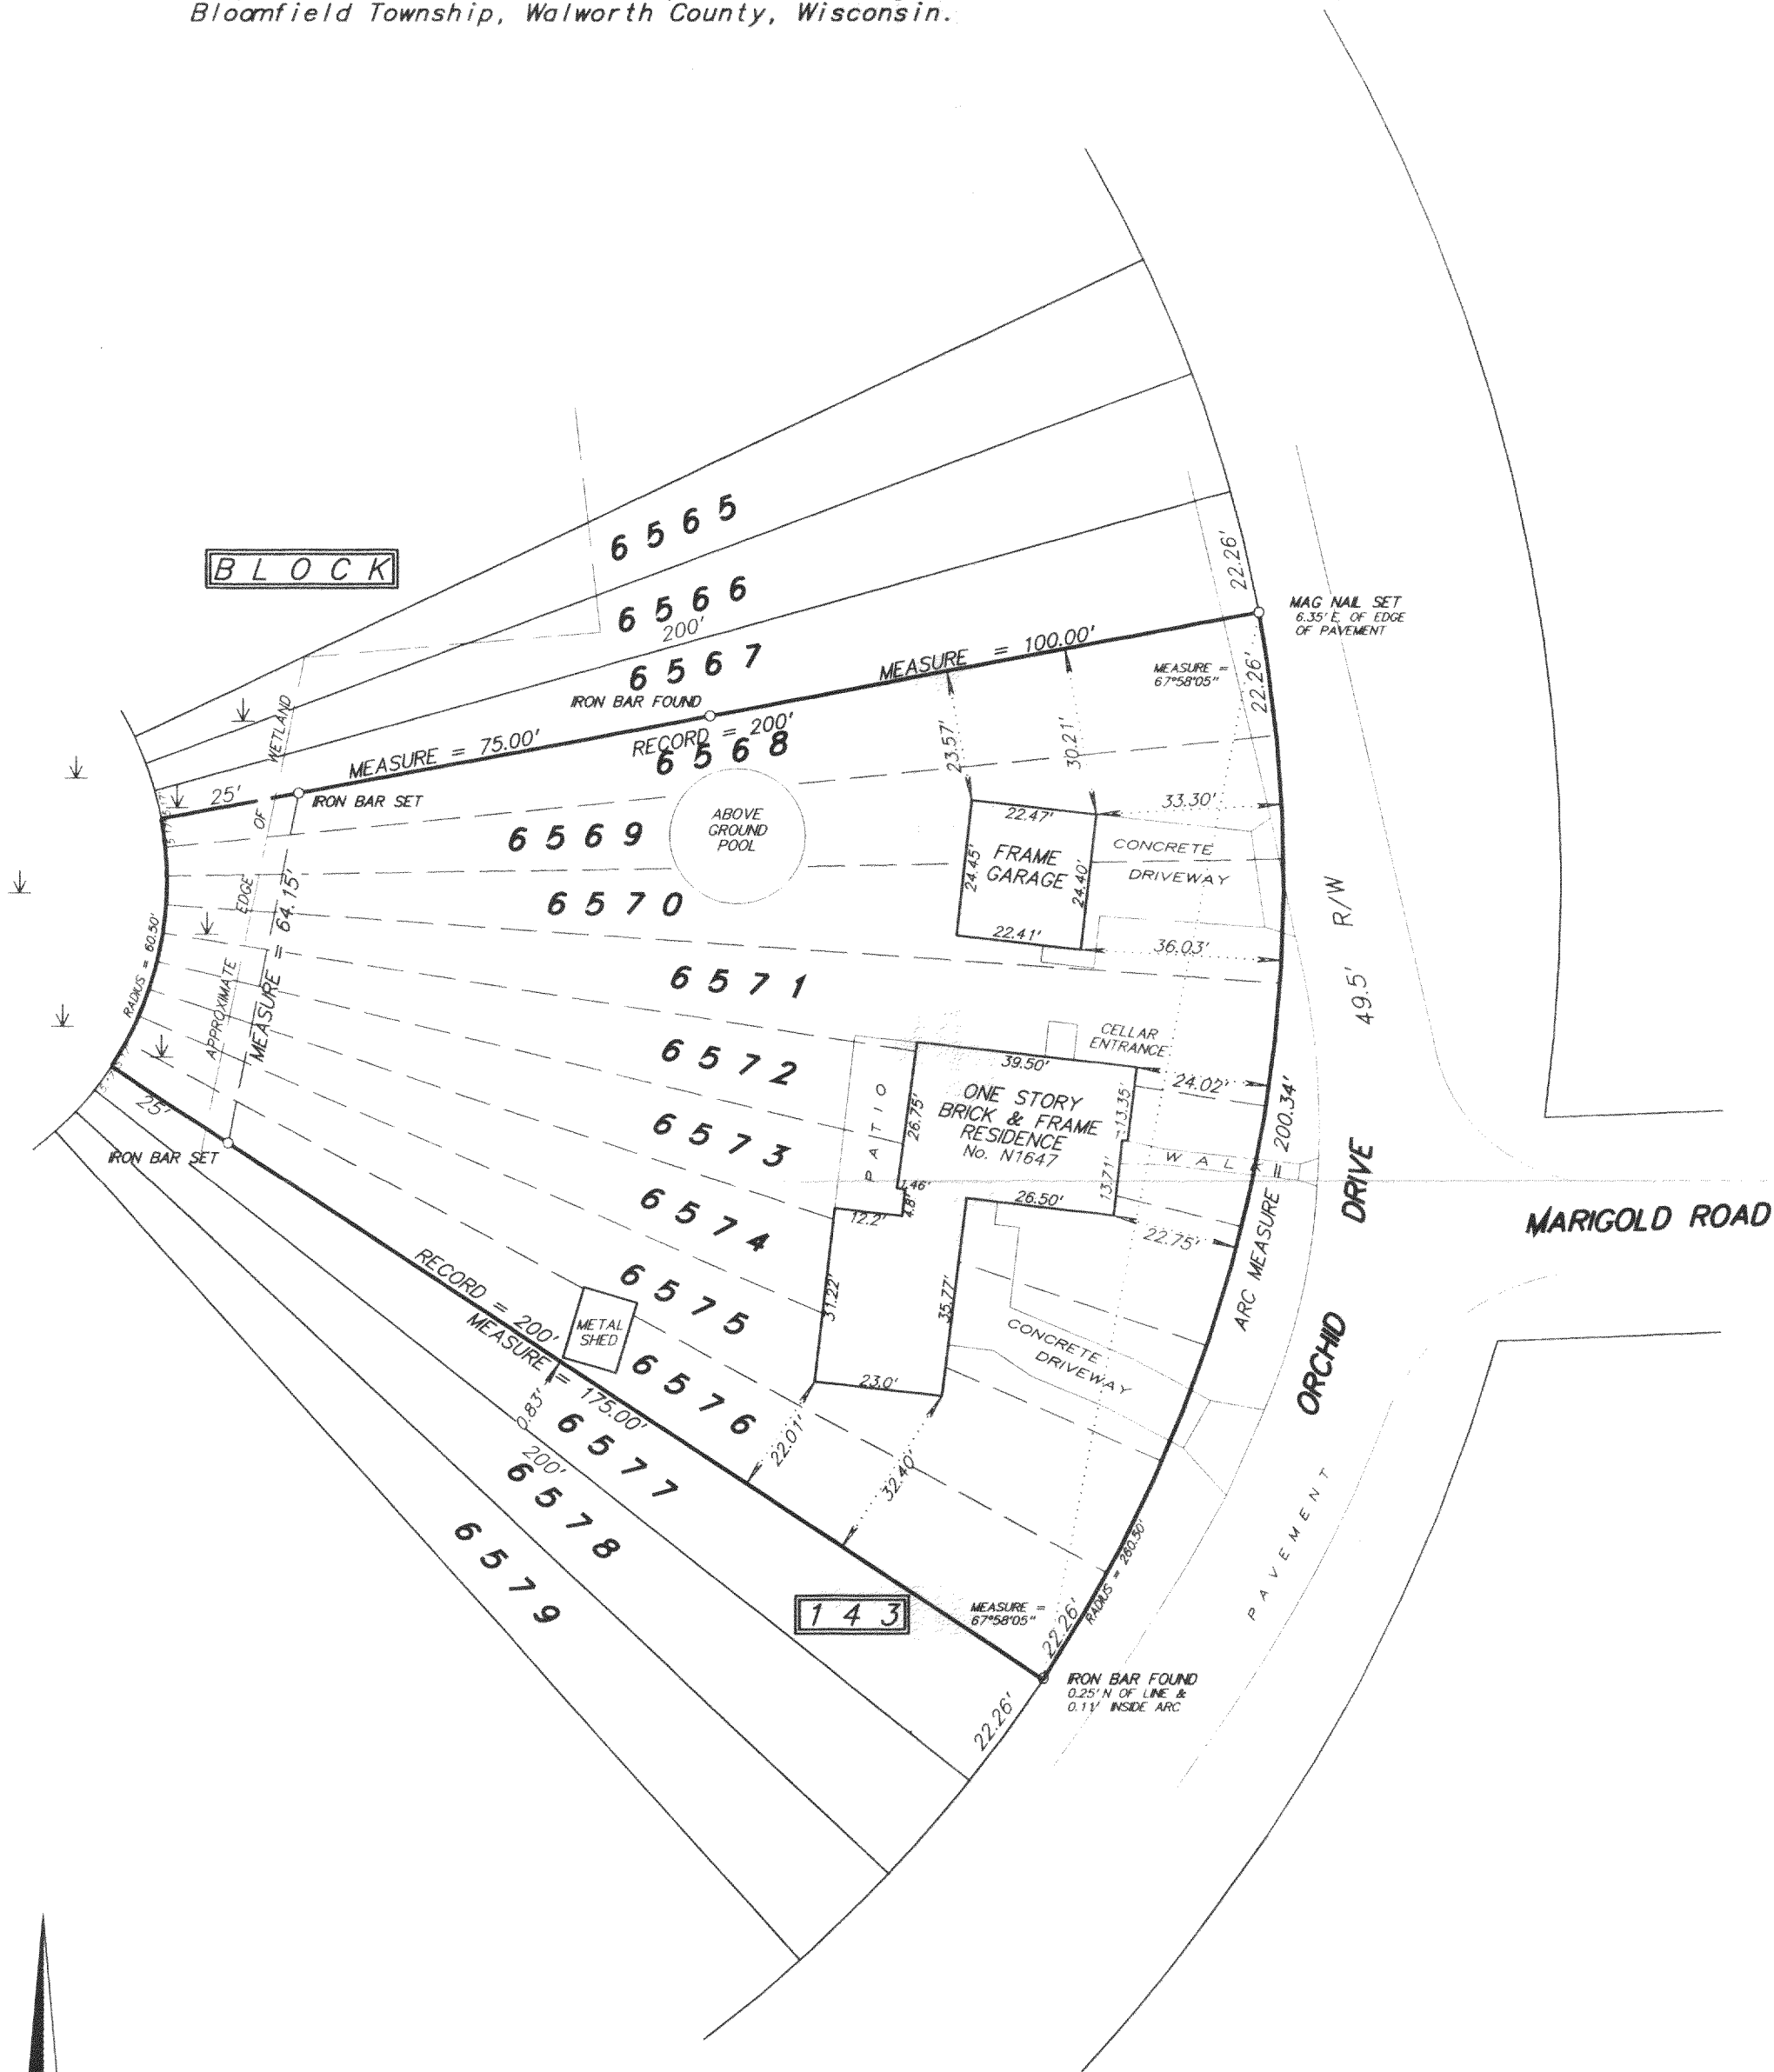 Bloomfield Township, Walworth County, Wisconsin.
BLOCK
6565
6566
200'
6567
22.26'
MAG NAIL SET
6.35' E. OF EDGE
OF PAVEMENT
MEASURE = 100.00'
MEASURE =
67°58'05"
22.26'
IRON BAR FOUND
RECORD = 200'
6568
MEASURE = 75.00'
25'
IRON BAR SET
WETLAND
OF
EDGE
APPROXIMATE
23.57'
30.21'
33.30'
ABOVE
GROUND
POOL
6569
22.47'
FRAME
GARAGE
24.45'
24.40'
22.41'
CONCRETE
DRIVEWAY
36.03'
6570
MEASURE = 64.15'
RADIUS = 60.50'
6571
R/W
49.5'
CELLAR
ENTRANCE
6572
39.50'
24.02'
PATIO
26.75'
ONE STORY
BRICK & FRAME
RESIDENCE
No. N1647
13.35'
13.71'
WALK
6573
1.46'
4.8'
12.2'
26.50'
22.75'
ARC MEASURE = 200.34'
DRIVE
ORCHID
MARIGOLD ROAD
25'
IRON BAR SET
6574
31.22'
35.77'
6575
RECORD = 200'
MEASURE = 175.00'
METAL
SHED
CONCRETE
DRIVEWAY
6576
23.0'
0.83'
22.01'
32.40'
6577
200'
6578
6579
PAVEMENT
RADIUS = 260.50'
143
MEASURE =
67°58'05"
22.26'
IRON BAR FOUND
0.25' N OF LINE &
0.11' INSIDE ARC
22.26'